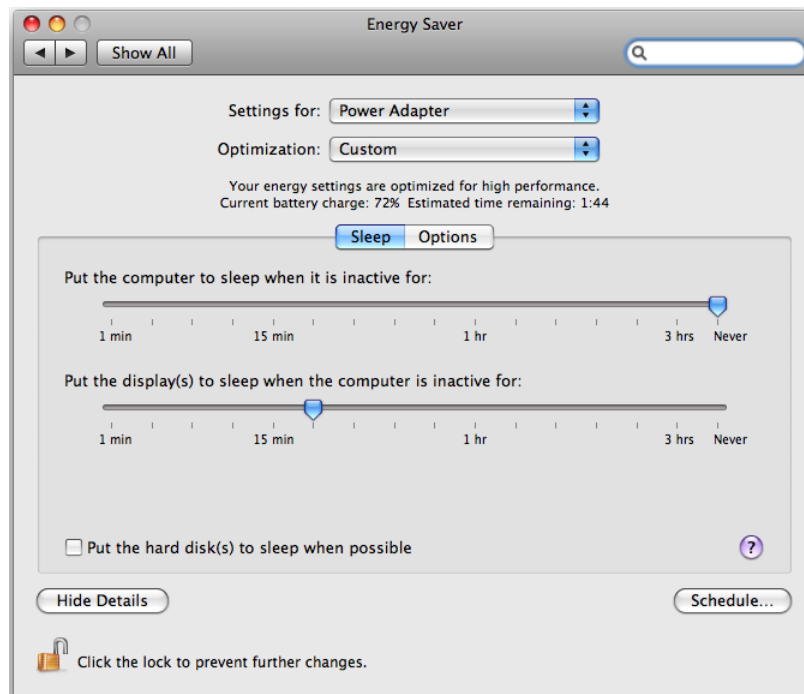 Energy Saver
Show All
Settings for: Power Adapter
Optimization: Custom
Your energy settings are optimized for high performance.
Current battery charge: 72% Estimated time remaining: 1:44
Sleep Options
Put the computer to sleep when it is inactive for:
1 min 15 min 1 hr 3 hrs Never
Put the display(s) to sleep when the computer is inactive for:
1 min 15 min 1 hr 3 hrs Never
Put the hard disk(s) to sleep when possible ?
Hide Details Schedule...
Click the lock to prevent further changes.